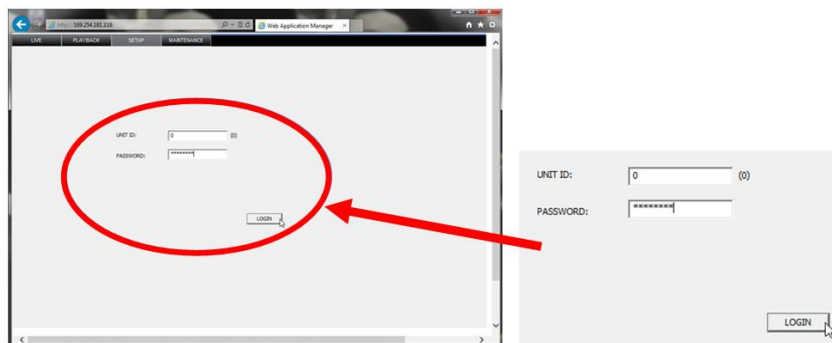 http://169.254.181.116
Web Application Manager
LIVE PLAYBACK SETUP MAINTENANCE
UNIT ID: 0 (0)
PASSWORD: ********
LOGIN
UNIT ID: 0 (0)
PASSWORD: ********
LOGIN